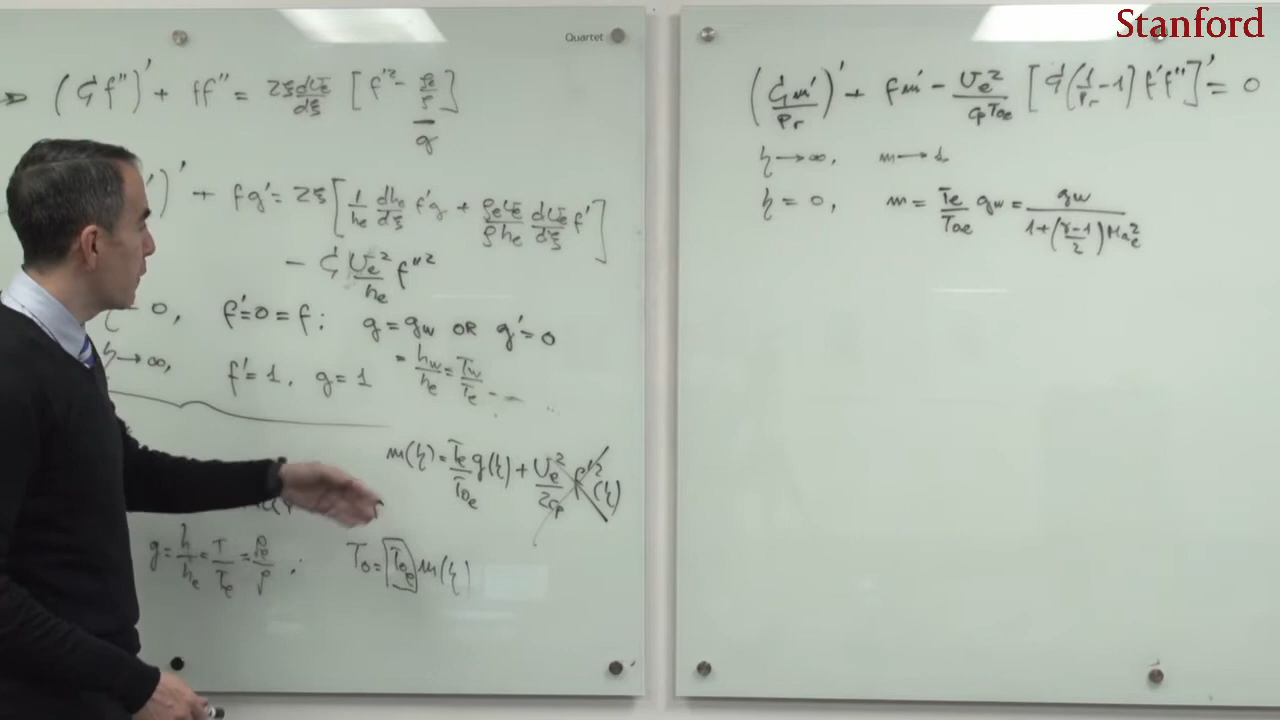 Quartet
(C f'')' + ff'' = 2ξ dUe/dξ [f'² - ρe/ρ]
g
')' + fg' = 2ξ [1/he dhe/dξ f'g + ρeUe/ρhe dUe/dξ f']
- C Ue²/he f''²
0, f'=0=f; g=gw OR g'=0
η→∞, f'=1, g=1 = hw/he = Tw/Te
m(η) = Te/Toe g(η) + Ue²/2cp f'²(η)
g = h/he = T/Te = ρe/ρ ; To = Toe m(η)
Stanford
(C m'/Pr)' + fm' - Ue²/cpToe [C(1/Pr -1) f'f'']' = 0
η→∞, m→1
η=0, m = Te/Toe gw = gw/1+(γ-1/2)Mae²